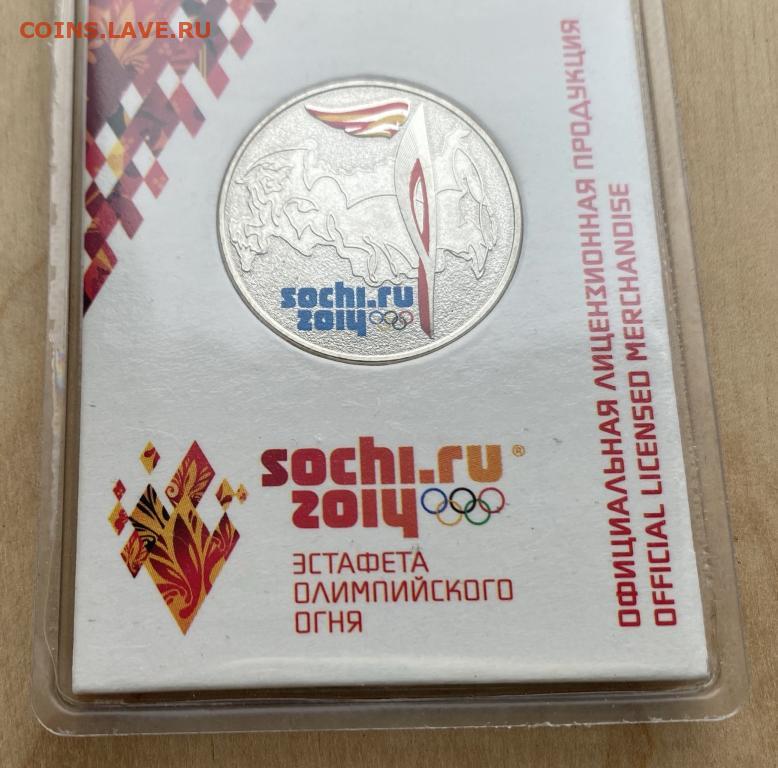 COINS.LAVE.RU
sochi.ru
2014
sochi.ru®
2014
ЭСТАФЕТА
ОЛИМПИЙСКОГО
ОГНЯ
ОФИЦИАЛЬНАЯ ЛИЦЕНЗИОННАЯ ПРОДУКЦИЯ
OFFICIAL LICENSED MERCHANDISE